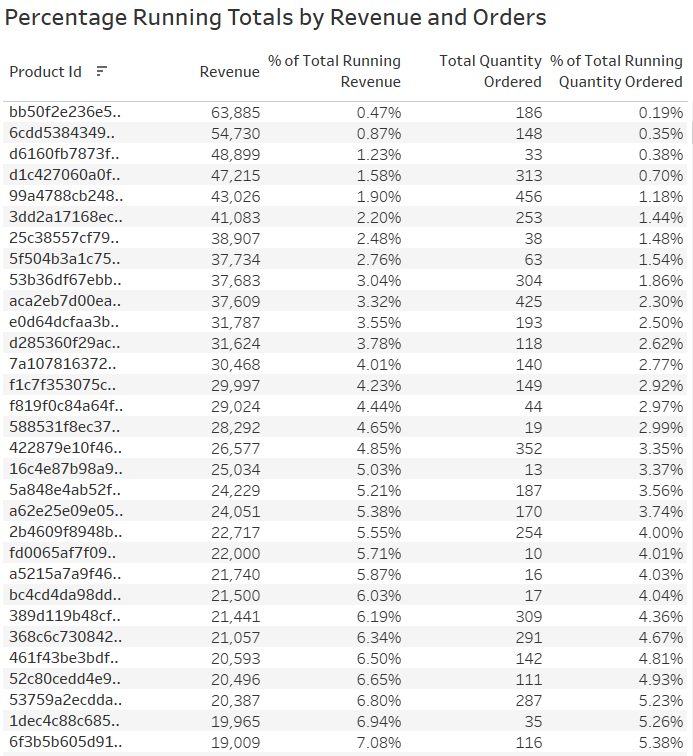 Percentage Running Totals by Revenue and Orders
Product Id Revenue % of Total Running Revenue Total Quantity Ordered % of Total Running Quantity Ordered
bb50f2e236e5.. 63,885 0.47% 186 0.19%
6cdd5384349.. 54,730 0.87% 148 0.35%
d6160fb7873f.. 48,899 1.23% 33 0.38%
d1c427060a0f.. 47,215 1.58% 313 0.70%
99a4788cb248.. 43,026 1.90% 456 1.18%
3dd2a17168ec.. 41,083 2.20% 253 1.44%
25c38557cf79.. 38,907 2.48% 38 1.48%
5f504b3a1c75.. 37,734 2.76% 63 1.54%
53b36df67ebb.. 37,683 3.04% 304 1.86%
aca2eb7d00ea.. 37,609 3.32% 425 2.30%
e0d64dcfaa3b.. 31,787 3.55% 193 2.50%
d285360f29ac.. 31,624 3.78% 118 2.62%
7a107816372.. 30,468 4.01% 140 2.77%
f1c7f353075c.. 29,997 4.23% 149 2.92%
f819f0c84a64f.. 29,024 4.44% 44 2.97%
588531f8ec37.. 28,292 4.65% 19 2.99%
422879e10f46.. 26,577 4.85% 352 3.35%
16c4e87b98a9.. 25,034 5.03% 13 3.37%
5a848e4ab52f.. 24,229 5.21% 187 3.56%
a62e25e09e05.. 24,051 5.38% 170 3.74%
2b4609f8948b.. 22,717 5.55% 254 4.00%
fd0065af7f09.. 22,000 5.71% 10 4.01%
a5215a7a9f46.. 21,740 5.87% 16 4.03%
bc4cd4da98dd.. 21,500 6.03% 17 4.04%
389d119b48cf.. 21,441 6.19% 309 4.36%
368c6c730842.. 21,057 6.34% 291 4.67%
461f43be3bdf.. 20,593 6.50% 142 4.81%
52c80cedd4e9.. 20,496 6.65% 111 4.93%
53759a2ecdda.. 20,387 6.80% 287 5.23%
1dec4c88c685.. 19,965 6.94% 35 5.26%
6f3b5b605d91.. 19,009 7.08% 116 5.38%